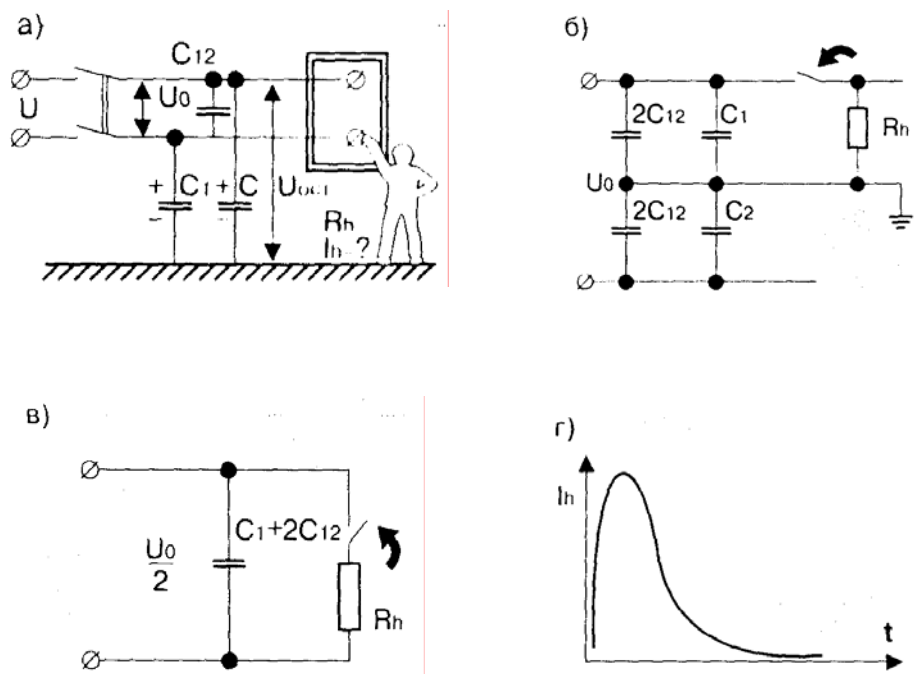 а)
C12
U
U0
+ C1 + C
Uост
Rh
Ih-?
б)
2C12 C1
Rh
U0
2C12 C2
в)
C1+2C12
U0
2
Rh
г)
Ih
t